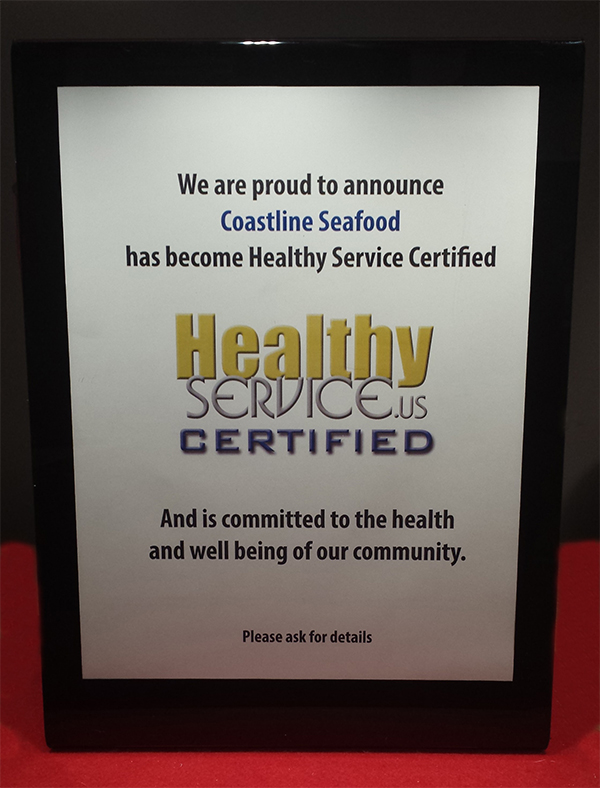 We are proud to announce
Coastline Seafood
has become Healthy Service Certified
Healthy
SERVICE.US
CERTIFIED
And is committed to the health
and well being of our community.
Please ask for details